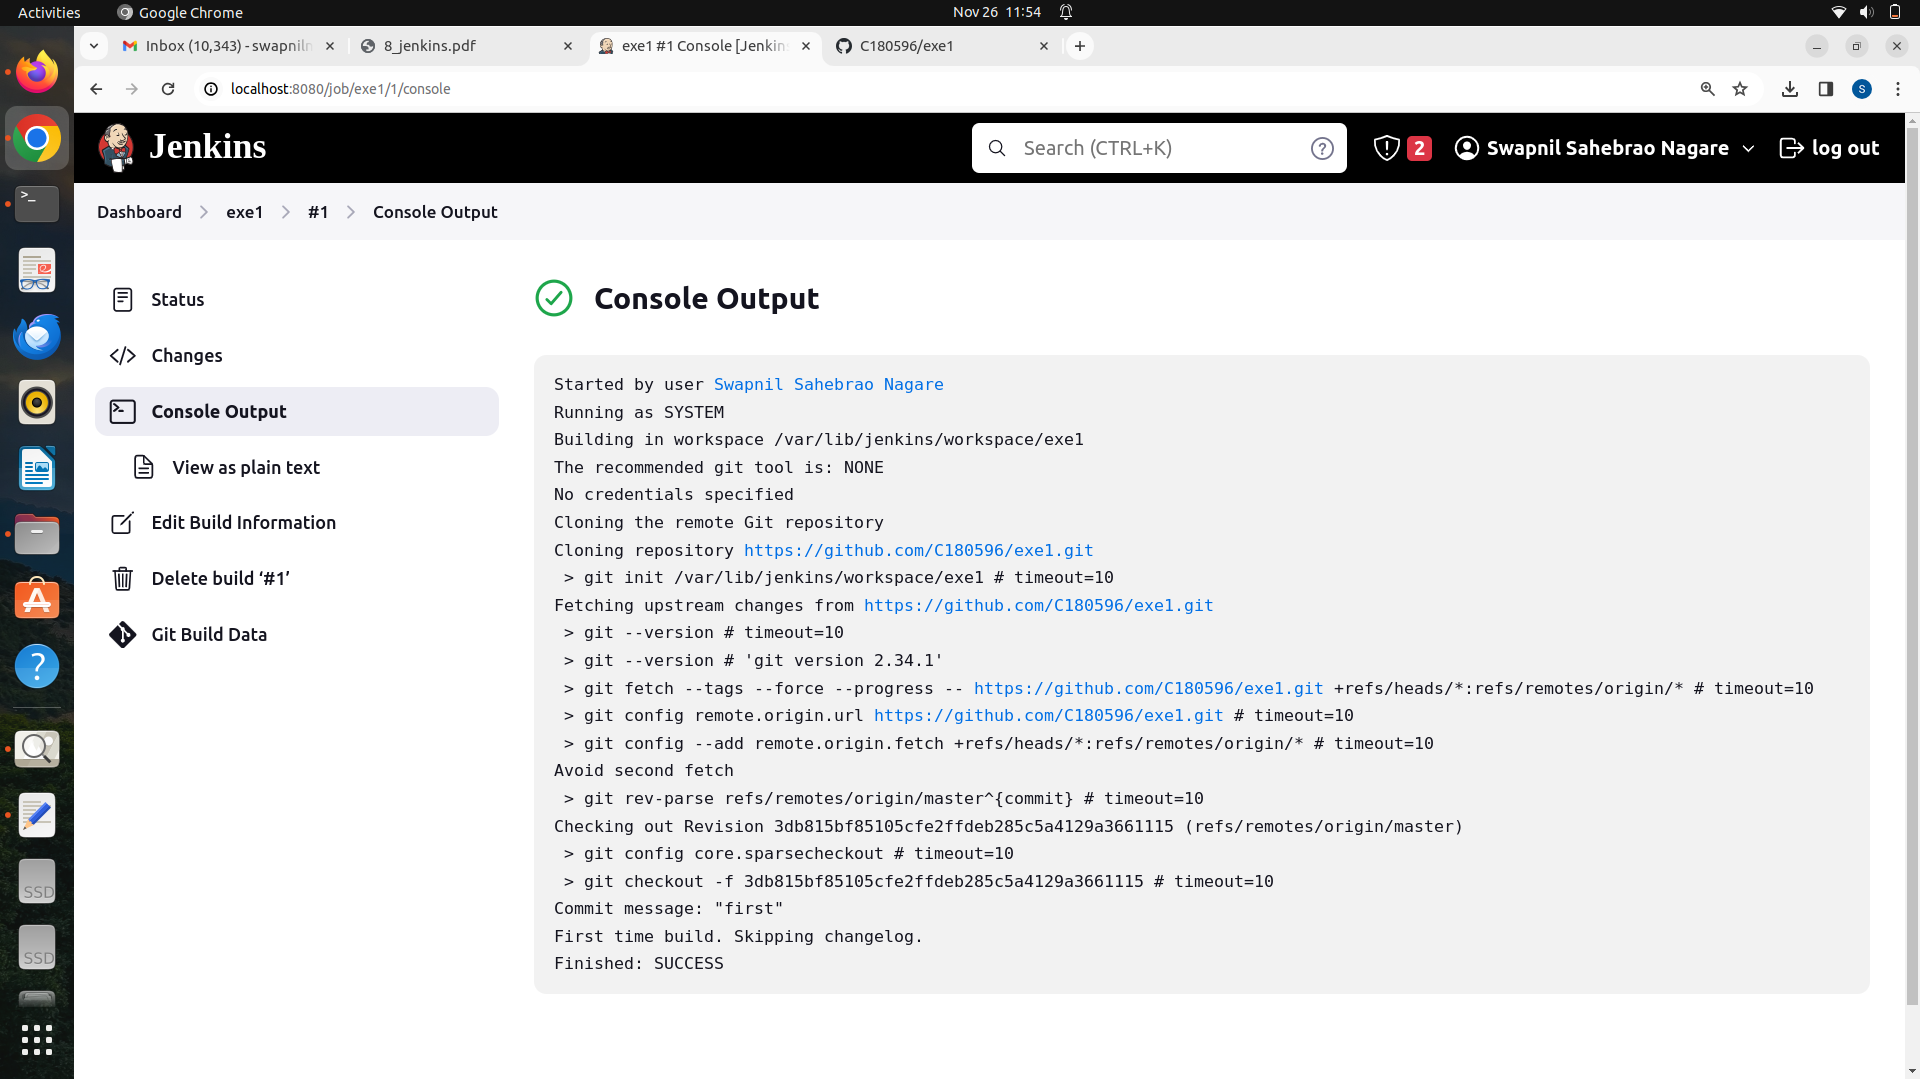 Activities
Google Chrome
Nov 26 11:54
Inbox (10,343) - swapniln
8_jenkins.pdf
exe1 #1 Console [Jenkins
C180596/exe1
localhost:8080/job/exe1/1/console
S
Jenkins
Search (CTRL+K)
2
Swapnil Sahebrao Nagare
log out
Dashboard
exe1
#1
Console Output
Status
Changes
Console Output
View as plain text
Edit Build Information
Delete build ‘#1’
Git Build Data
Console Output
Started by user Swapnil Sahebrao Nagare
Running as SYSTEM
Building in workspace /var/lib/jenkins/workspace/exe1
The recommended git tool is: NONE
No credentials specified
Cloning the remote Git repository
Cloning repository https://github.com/C180596/exe1.git
> git init /var/lib/jenkins/workspace/exe1 # timeout=10
Fetching upstream changes from https://github.com/C180596/exe1.git
> git --version # timeout=10
> git --version # 'git version 2.34.1'
> git fetch --tags --force --progress -- https://github.com/C180596/exe1.git +refs/heads/*:refs/remotes/origin/* # timeout=10
> git config remote.origin.url https://github.com/C180596/exe1.git # timeout=10
> git config --add remote.origin.fetch +refs/heads/*:refs/remotes/origin/* # timeout=10
Avoid second fetch
> git rev-parse refs/remotes/origin/master^{commit} # timeout=10
Checking out Revision 3db815bf85105cfe2ffdeb285c5a4129a3661115 (refs/remotes/origin/master)
> git config core.sparsecheckout # timeout=10
> git checkout -f 3db815bf85105cfe2ffdeb285c5a4129a3661115 # timeout=10
Commit message: "first"
First time build. Skipping changelog.
Finished: SUCCESS
SSD
SSD